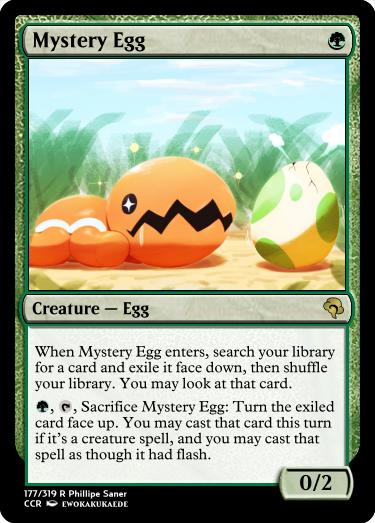 Mystery Egg
Creature — Egg
When Mystery Egg enters, search your library
for a card and exile it face down, then shuffle
your library. You may look at that card.
, , Sacrifice Mystery Egg: Turn the exiled
card face up. You may cast that card this turn
if it's a creature spell, and you may cast that
spell as though it had flash.
0/2
177/319 R Phillipe Saner
CCR EWOKAKUKAEDE